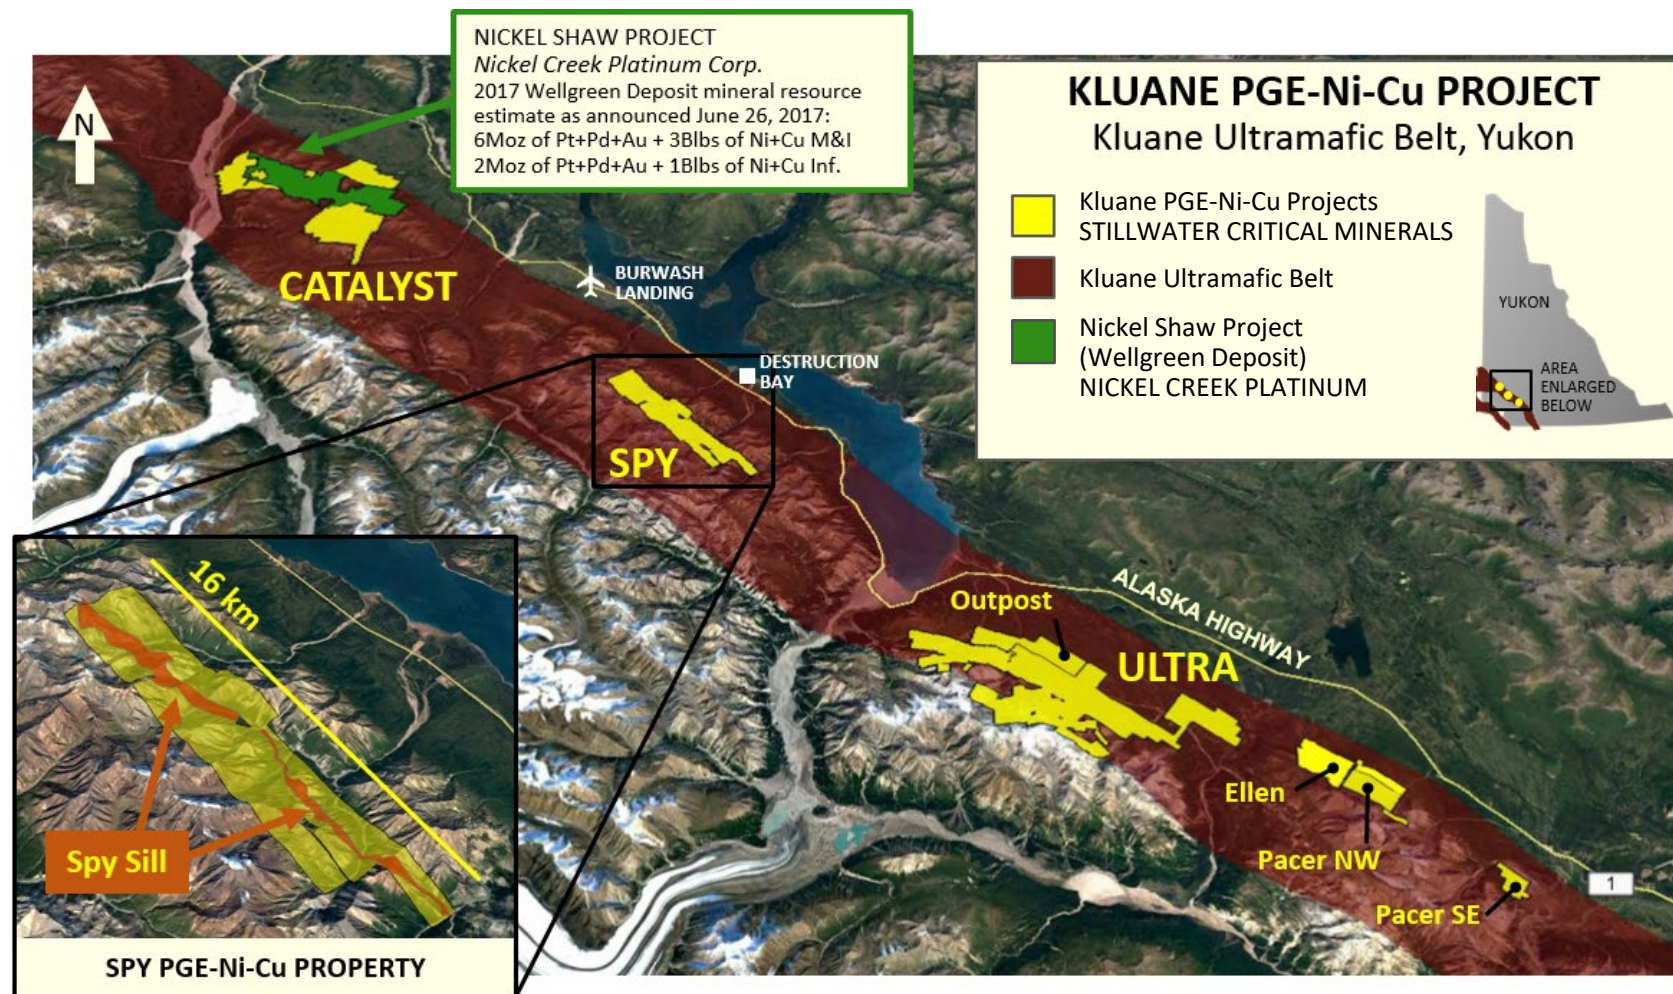 NICKEL SHAW PROJECT
Nickel Creek Platinum Corp.
2017 Wellgreen Deposit mineral resource
estimate as announced June 26, 2017:
6Moz of Pt+Pd+Au + 3Blbs of Ni+Cu M&I
2Moz of Pt+Pd+Au + 1Blbs of Ni+Cu Inf.
KLUANE PGE-Ni-Cu PROJECT
Kluane Ultramafic Belt, Yukon
Kluane PGE-Ni-Cu Projects
STILLWATER CRITICAL MINERALS
Kluane Ultramafic Belt
Nickel Shaw Project
(Wellgreen Deposit)
NICKEL CREEK PLATINUM
YUKON
AREA
ENLARGED
BELOW
N
CATALYST
BURWASH
LANDING
DESTRUCTION
BAY
SPY
16 km
Spy Sill
SPY PGE-Ni-Cu PROPERTY
Outpost
ULTRA
ALASKA HIGHWAY
Ellen
Pacer NW
Pacer SE
1